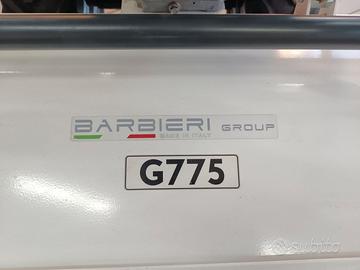 BARBIERI GROUP
MADE IN ITALY
G775
subito